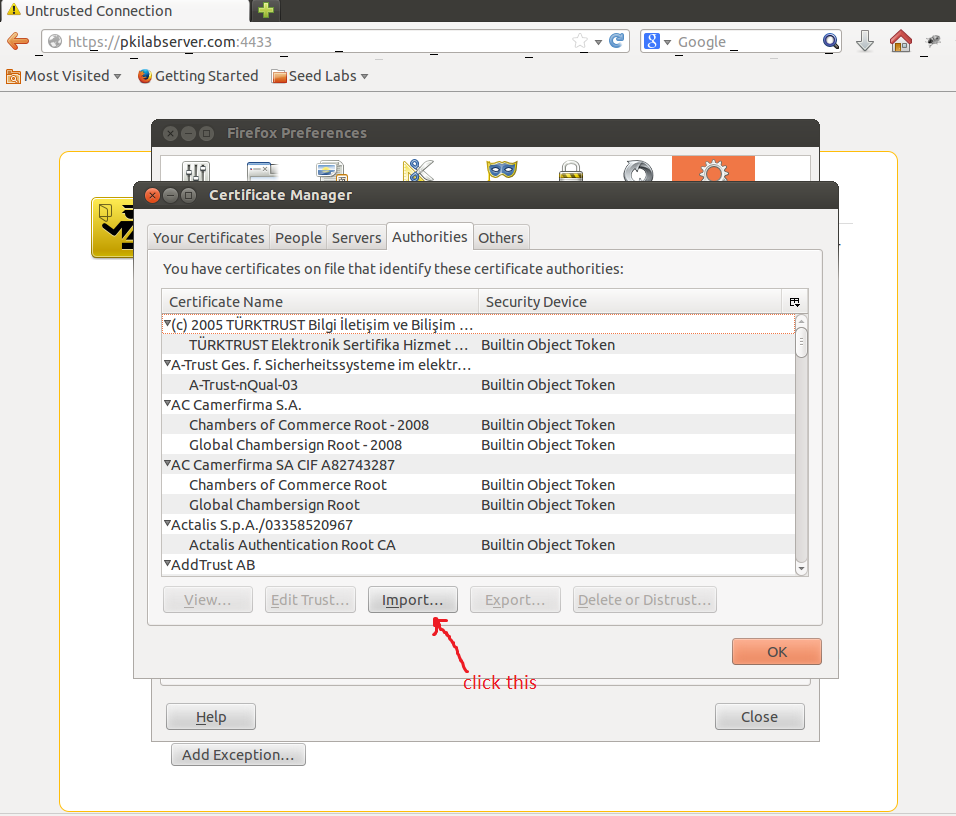 Untrusted Connection
https://pkilabserver.com:4433
Google
Most Visited
Getting Started
Seed Labs
Firefox Preferences
Certificate Manager
Your Certificates
People
Servers
Authorities
Others
You have certificates on file that identify these certificate authorities:
Certificate Name
Security Device
(c) 2005 TÜRKTRUST Bilgi İletişim ve Bilişim …
TÜRKTRUST Elektronik Sertifika Hizmet … Builtin Object Token
A-Trust Ges. f. Sicherheitssysteme im elektr…
A-Trust-nQual-03 Builtin Object Token
AC Camerfirma S.A.
Chambers of Commerce Root - 2008 Builtin Object Token
Global Chambersign Root - 2008 Builtin Object Token
AC Camerfirma SA CIF A82743287
Chambers of Commerce Root Builtin Object Token
Global Chambersign Root Builtin Object Token
Actalis S.p.A./03358520967
Actalis Authentication Root CA Builtin Object Token
AddTrust AB
View…
Edit Trust…
Import…
Export…
Delete or Distrust…
OK
click this
Help
Close
Add Exception…